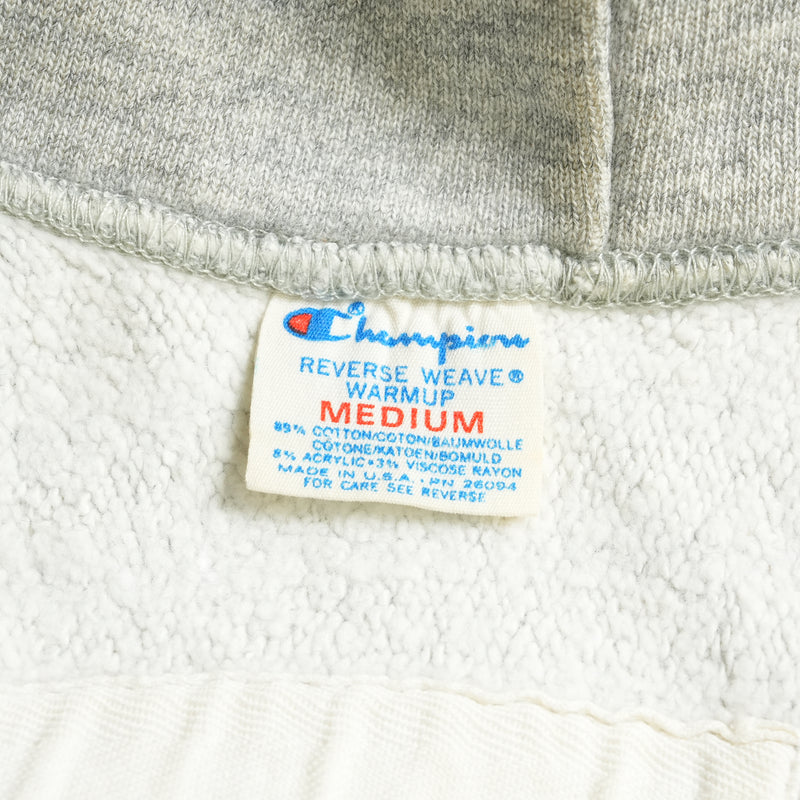 Champion®
REVERSE WEAVE®
WARMUP
MEDIUM
89% COTTON/COTON/BAUMWOLLE
COTONE/KATOEN/BOMULD
8% ACRYLIC•3% VISCOSE RAYON
MADE IN U.S.A. • RN 26094
FOR CARE SEE REVERSE